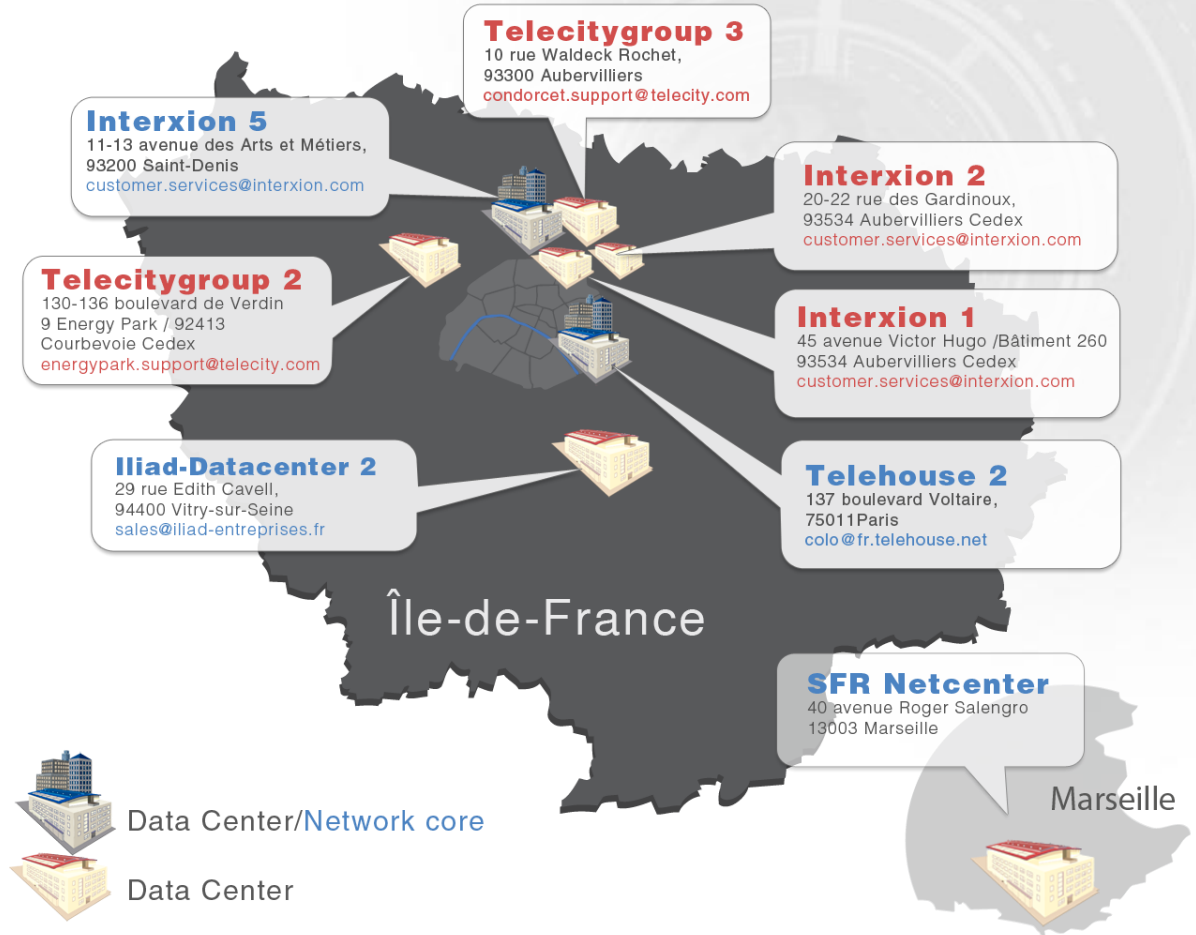 Telecitygroup 3
10 rue Waldeck Rochet,
93300 Aubervilliers
condorcet.support@telecity.com
Interxion 5
11-13 avenue des Arts et Métiers,
93200 Saint-Denis
customer.services@interxion.com
Interxion 2
20-22 rue des Gardinoux,
93534 Aubervilliers Cedex
customer.services@interxion.com
Telecitygroup 2
130-136 boulevard de Verdin
9 Energy Park / 92413
Courbevoie Cedex
energypark.support@telecity.com
Interxion 1
45 avenue Victor Hugo /Bâtiment 260
93534 Aubervilliers Cedex
customer.services@interxion.com
Iliad-Datacenter 2
29 rue Edith Cavell,
94400 Vitry-sur-Seine
sales@iliad-entreprises.fr
Telehouse 2
137 boulevard Voltaire,
75011Paris
colo@fr.telehouse.net
Île-de-France
SFR Netcenter
40 avenue Roger Salengro
13003 Marseille
Marseille
Data Center/Network core
Data Center